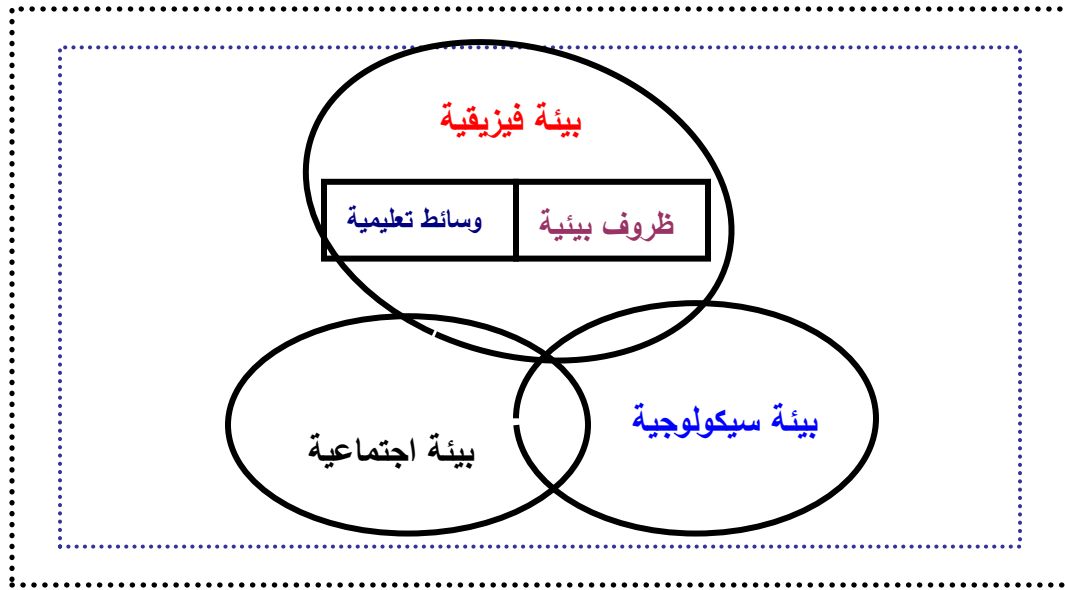 بيئة فيزيقية
ظروف بيئية
وسائط تعليمية
بيئة سيكولوجية
بيئة اجتماعية